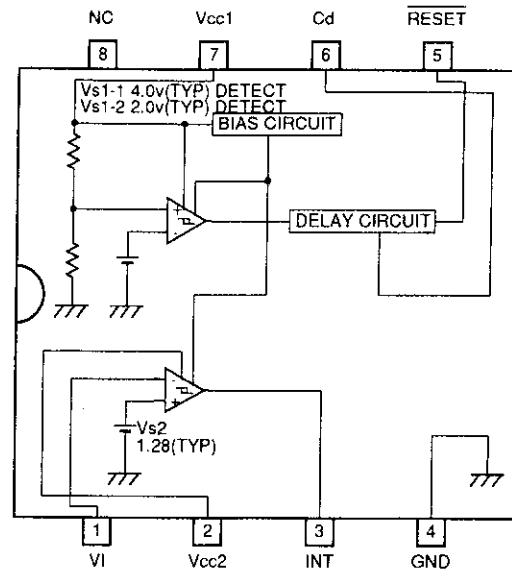 NC Vcc1 Cd RESET
8 7 6 5
Vs1-1 4.0v(TYP) DETECT
Vs1-2 2.0v(TYP) DETECT
BIAS CIRCUIT
+
-
DELAY CIRCUIT
-
+
Vs2
1.28(TYP)
1 2 3 4
VI Vcc2 INT GND